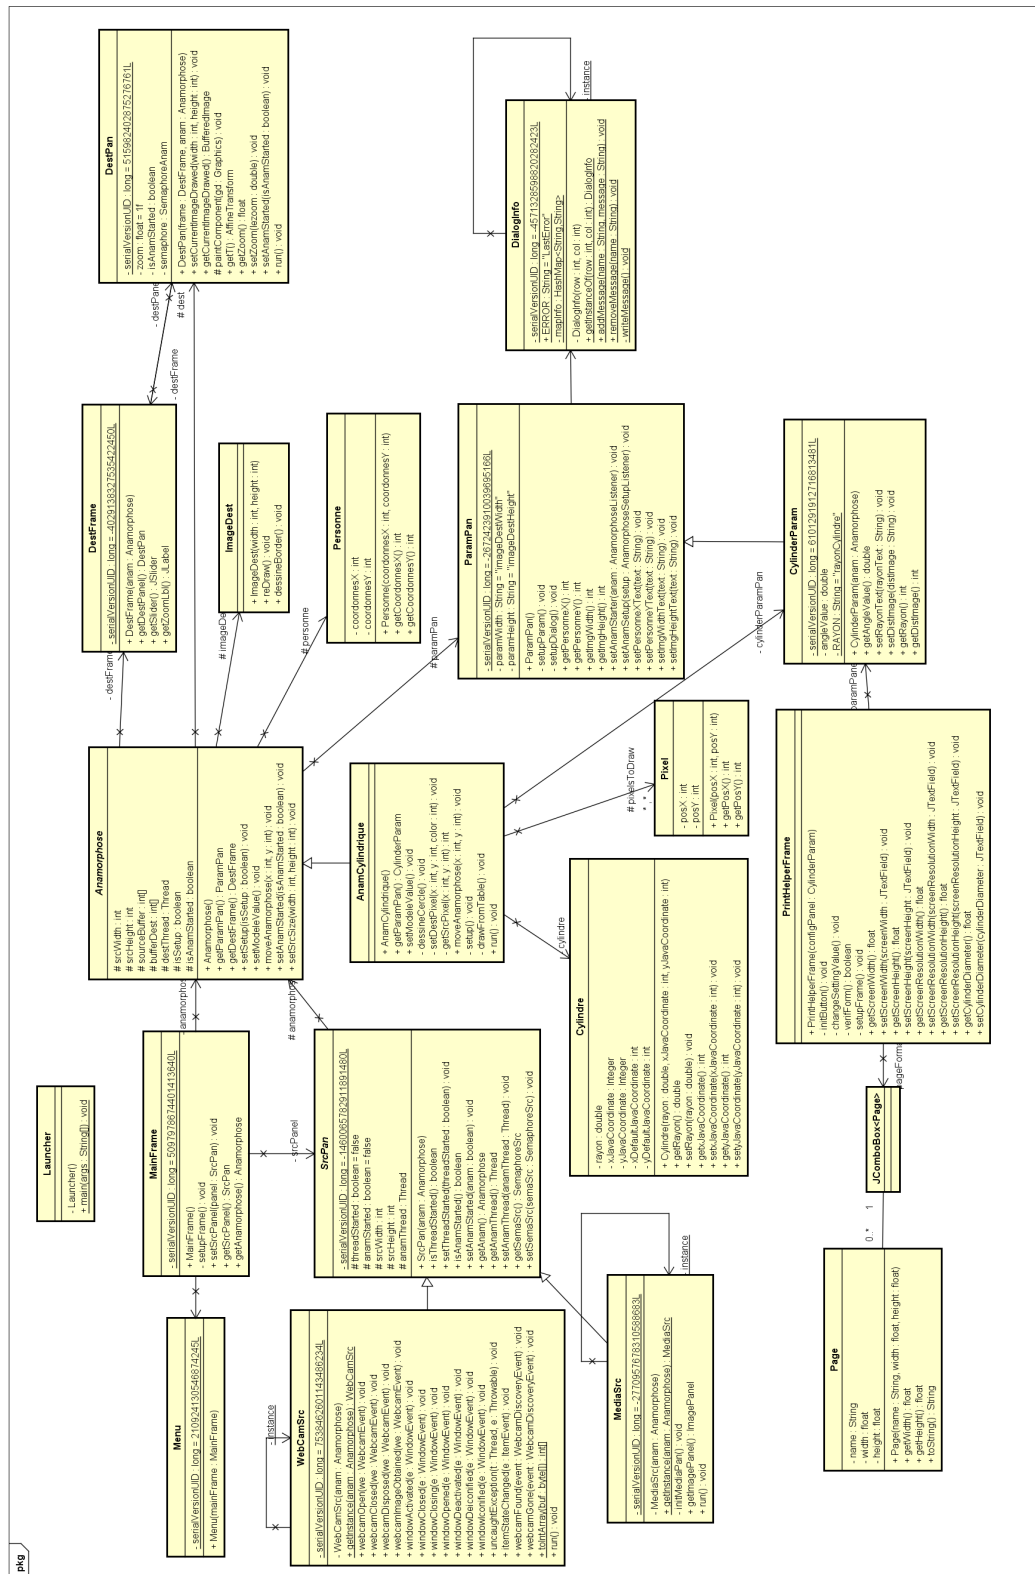 pkg
Launcher
- Launcher()
+ main(args : String[]) : void
Menu
- serialVersionUID : long = 2109241305468742​45L
+ Menu(mainFrame : MainFrame)
MainFrame
- serialVersionUID : long = 5097978674401413640L
+ MainFrame()
- setupFrame() : void
+ setSrcPanel(panel : SrcPan) : void
+ getSrcPanel() : SrcPan
+ getAnamorphose() : Anamorphose
- srcPanel
anamorphos
Anamorphose
# srcWidth : int
# srcHeight : int
# sourceBuffer : int[]
# bufferDest : int[]
# destThread : Thread
# isSetup : boolean
# isAnamStarted : boolean
+ Anamorphose()
+ getParamPan() : ParamPan
+ getDestFrame() : DestFrame
+ setSetup(isSetup : boolean) : void
+ setModeleValue() : void
+ moveAnamorphose(x : int, y : int) : void
+ setAnamStarted(isAnamStarted : boolean) : void
+ setSrcSize(width : int, height : int) : void
- destFrame
# dest
# imageDe
# personne
# paramPan
# anamorphos
DestFrame
- serialVersionUID : long = -4029138327535422450L
+ DestFrame(anam : Anamorphose)
+ getDestPanel() : DestPan
+ getSlider() : JSlider
+ getZoomLbl() : JLabel
- destPane
- destFrame
DestPan
- serialVersionUID : long = 5159824028752767​61L
- zoom : float = 1f
- isAnamStarted : boolean
- semaphore : SemaphoreAnam
+ DestPan(frame : DestFrame, anam : Anamorphose)
+ setCurrentImageDrawed(width : int, height : int) : void
+ getCurrentImageDrawed() : BufferedImage
# paintComponent(gd : Graphics) : void
+ getT() : AffineTransform
+ getZoom() : float
+ setZoom(lezoom : double) : void
+ setAnamStarted(isAnamStarted : boolean) : void
+ run() : void
ImageDest
+ ImageDest(width : int, height : int)
+ reDraw() : void
+ dessineBorder() : void
Personne
- coordonnesX : int
- coordonnesY : int
+ Personne(coordonnesX : int, coordonnesY : int)
+ getCoordonnesX() : int
+ getCoordonnesY() : int
SrcPan
- serialVersionUID : long = -1460065782911891480L
# threadStarted : boolean = false
# anamStarted : boolean = false
# srcWidth : int
# srcHeight : int
# anamThread : Thread
+ SrcPan(anam : Anamorphose)
+ isThreadStarted() : boolean
+ setThreadStarted(threadStarted : boolean) : void
+ isAnamStarted() : boolean
+ setAnamStarted(anam : boolean) : void
+ getAnam() : Anamorphose
+ getAnamThread() : Thread
+ setAnamThread(anamThread : Thread) : void
+ getSemaSrc() : SemaphoreSrc
+ setSemaSrc(semaSrc : SemaphoreSrc) : void
AnamCylindrique
+ AnamCylindrique()
+ getParamPan() : CylinderParam
+ setModeleValue() : void
- dessineCercle() : void
- setDestPixel(x : int, y : int, color : int) : void
- getSrcPixel(x : int, y : int) : int
+ moveAnamorphose(x : int, y : int) : void
- setup() : void
- drawFromTable() : void
+ run() : void
- cylindre
# pixelsToDraw
*..*
- cylinderParamPan
ParamPan
- serialVersionUID : long = -2672423910039695166L
- paramWidth : String = "imageDestWidth"
- paramHeight : String = "imageDestHeight"
+ ParamPan()
- setupParam() : void
- setupDialog() : void
+ getPersonneX() : int
+ getPersonneY() : int
+ getImgWidth() : int
+ getImgHeight() : int
+ setAnamStarter(anam : AnamorphoseListener) : void
+ setAnamSetup(setup : AnamorphoseSetupListener) : void
+ setPersonneXText(text : String) : void
+ setPersonneYText(text : String) : void
+ setImgWidthText(text : String) : void
+ setImgHeightText(text : String) : void
DialogInfo
- serialVersionUID : long = -4571328598820282423L
+ ERROR : String = "LastError"
- mapInfo : HashMap<String,String>
- DialogInfo(row : int, col : int)
+ getInstanceOf(row : int, col : int) : DialogInfo
+ addMessage(name : String, message : String) : void
+ removeMessage(name : String) : void
- writeMessage() : void
- instance
WebCamSrc
- serialVersionUID : long = 7538462601143486234L
- WebCamSrc(anam : Anamorphose)
+ getInstance(anam : Anamorphose) : WebCamSrc
+ webcamOpen(we : WebcamEvent) : void
+ webcamClosed(we : WebcamEvent) : void
+ webcamDisposed(we : WebcamEvent) : void
+ webcamImageObtained(we : WebcamEvent) : void
+ windowActivated(e : WindowEvent) : void
+ windowClosed(e : WindowEvent) : void
+ windowClosing(e : WindowEvent) : void
+ windowOpened(e : WindowEvent) : void
+ windowDeactivated(e : WindowEvent) : void
+ windowDeiconified(e : WindowEvent) : void
+ windowIconified(e : WindowEvent) : void
+ uncaughtException(t : Thread, e : Throwable) : void
+ itemStateChanged(e : ItemEvent) : void
+ webcamFound(event : WebcamDiscoveryEvent) : void
+ webcamGone(event : WebcamDiscoveryEvent) : void
+ toIntArray(buf : byte[]) : int[]
+ run() : void
- instance
MediaSrc
- serialVersionUID : long = -2770957678310588683L
- MediaSrc(anam : Anamorphose)
+ getInstance(anam : Anamorphose) : MediaSrc
- initMediaPan() : void
+ getImagePanel() : ImagePanel
+ run() : void
- instance
Cylindre
- rayon : double
- xJavaCoordinate : Integer
- yJavaCoordinate : Integer
- xDefaultJavaCoordinate : int
- yDefaultJavaCoordinate : int
+ Cylindre(rayon : double, xJavaCoordinate : int, yJavaCoordinate : int)
+ getRayon() : double
+ setRayon(rayon : double) : void
+ getxJavaCoordinate() : int
+ setxJavaCoordinate(xJavaCoordinate : int) : void
+ getyJavaCoordinate() : int
+ setyJavaCoordinate(yJavaCoordinate : int) : void
Pixel
- posX : int
- posY : int
+ Pixel(posX : int, posY : int)
+ getPosX() : int
+ getPosY() : int
CylinderParam
- serialVersionUID : long = 6101291912716813481L
- angleValue : double
- RAYON : String = "rayonCylindre"
+ CylinderParam(anam : Anamorphose)
+ getAngleValue() : double
+ setRayonText(rayonText : String) : void
+ setDistImage(distImage : String) : void
+ getRayon() : int
+ getDistImage() : int
paramPane
PrintHelperFrame
+ PrintHelperFrame(configPanel : CylinderParam)
- initButton() : void
- changeSettingValue() : void
- verifForm() : boolean
- setupFrame() : void
+ getScreenWidth() : float
+ setScreenWidth(screenWidth : JTextField) : void
+ getScreenHeight() : float
+ setScreenHeight(screenHeight : JTextField) : void
+ getScreenResolutionWidth() : float
+ setScreenResolutionWidth(screenResolutionWidth : JTextField) : void
+ getScreenResolutionHeight() : float
+ setScreenResolutionHeight(screenResolutionHeight : JTextField) : void
+ getCylinderDiameter() : float
+ setCylinderDiameter(cylinderDiameter : JTextField) : void
pageForma
JComboBox<Page>
1
0..*
Page
- name : String
- width : float
- height : float
+ Page(name : String, width : float, height : float)
+ getWidth() : float
+ getHeight() : float
+ toString() : String